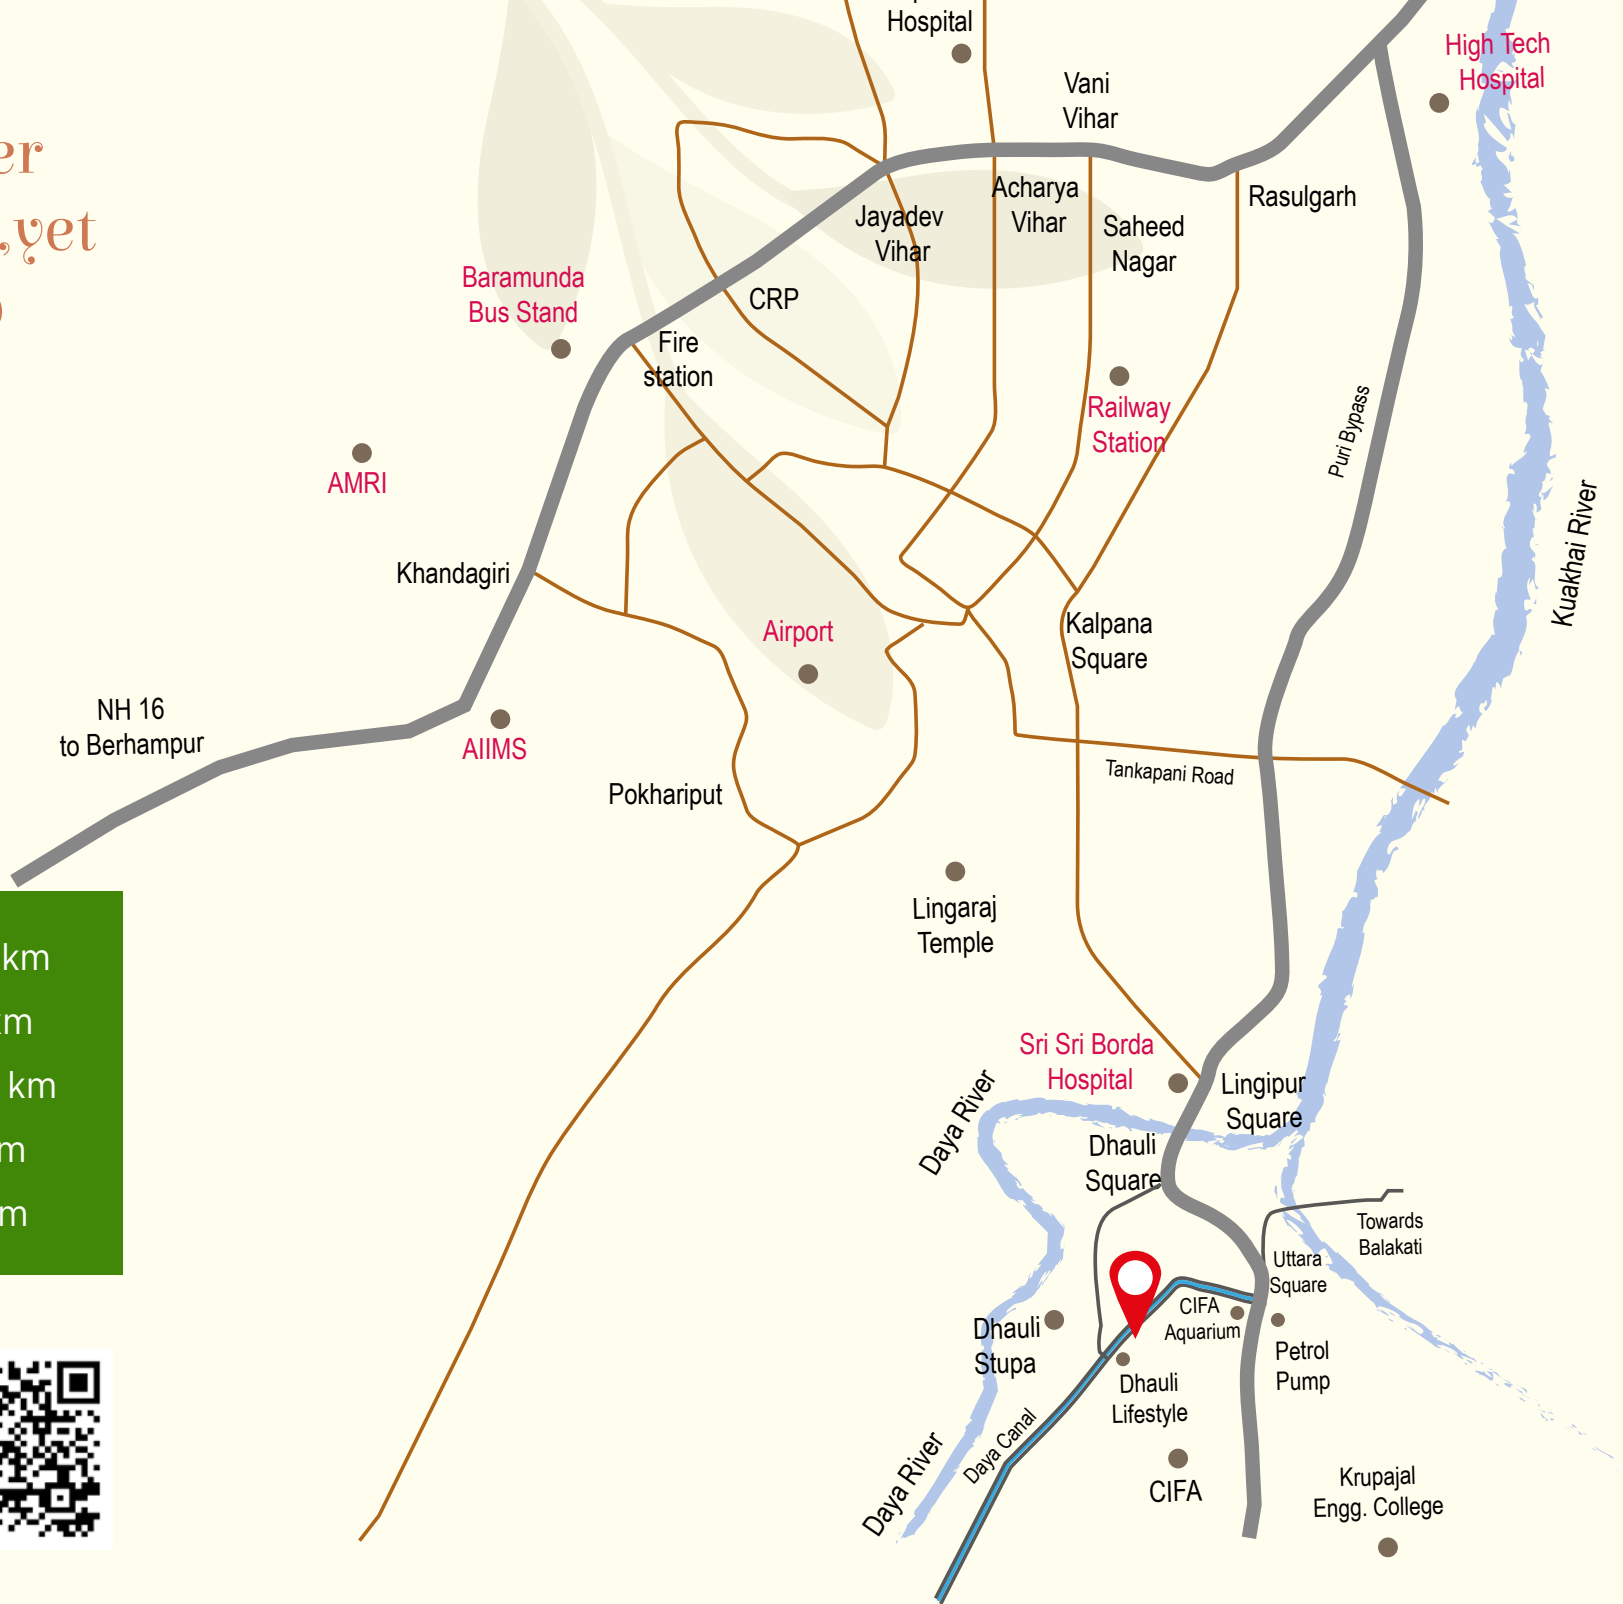 Hospital
High Tech
Hospital
Vani
Vihar
er
,yet
Acharya
Vihar
Rasulgarh
Jayadev
Vihar
Saheed
Nagar
Baramunda
Bus Stand
CRP
Fire
station
Railway
Station
Puri Bypass
AMRI
Kuakhai River
Khandagiri
Airport
Kalpana
Square
NH 16
to Berhampur
AIIMS
Tankapani Road
Pokhariput
Lingaraj
Temple
km
km
km
m
m
Sri Sri Borda
Hospital
Lingipur
Square
Daya River
Dhauli
Square
Towards
Balakati
Uttara
Square
CIFA
Aquarium
Dhauli
Stupa
Petrol
Pump
Dhauli
Lifestyle
Daya Canal
Daya River
CIFA
Krupajal
Engg. College